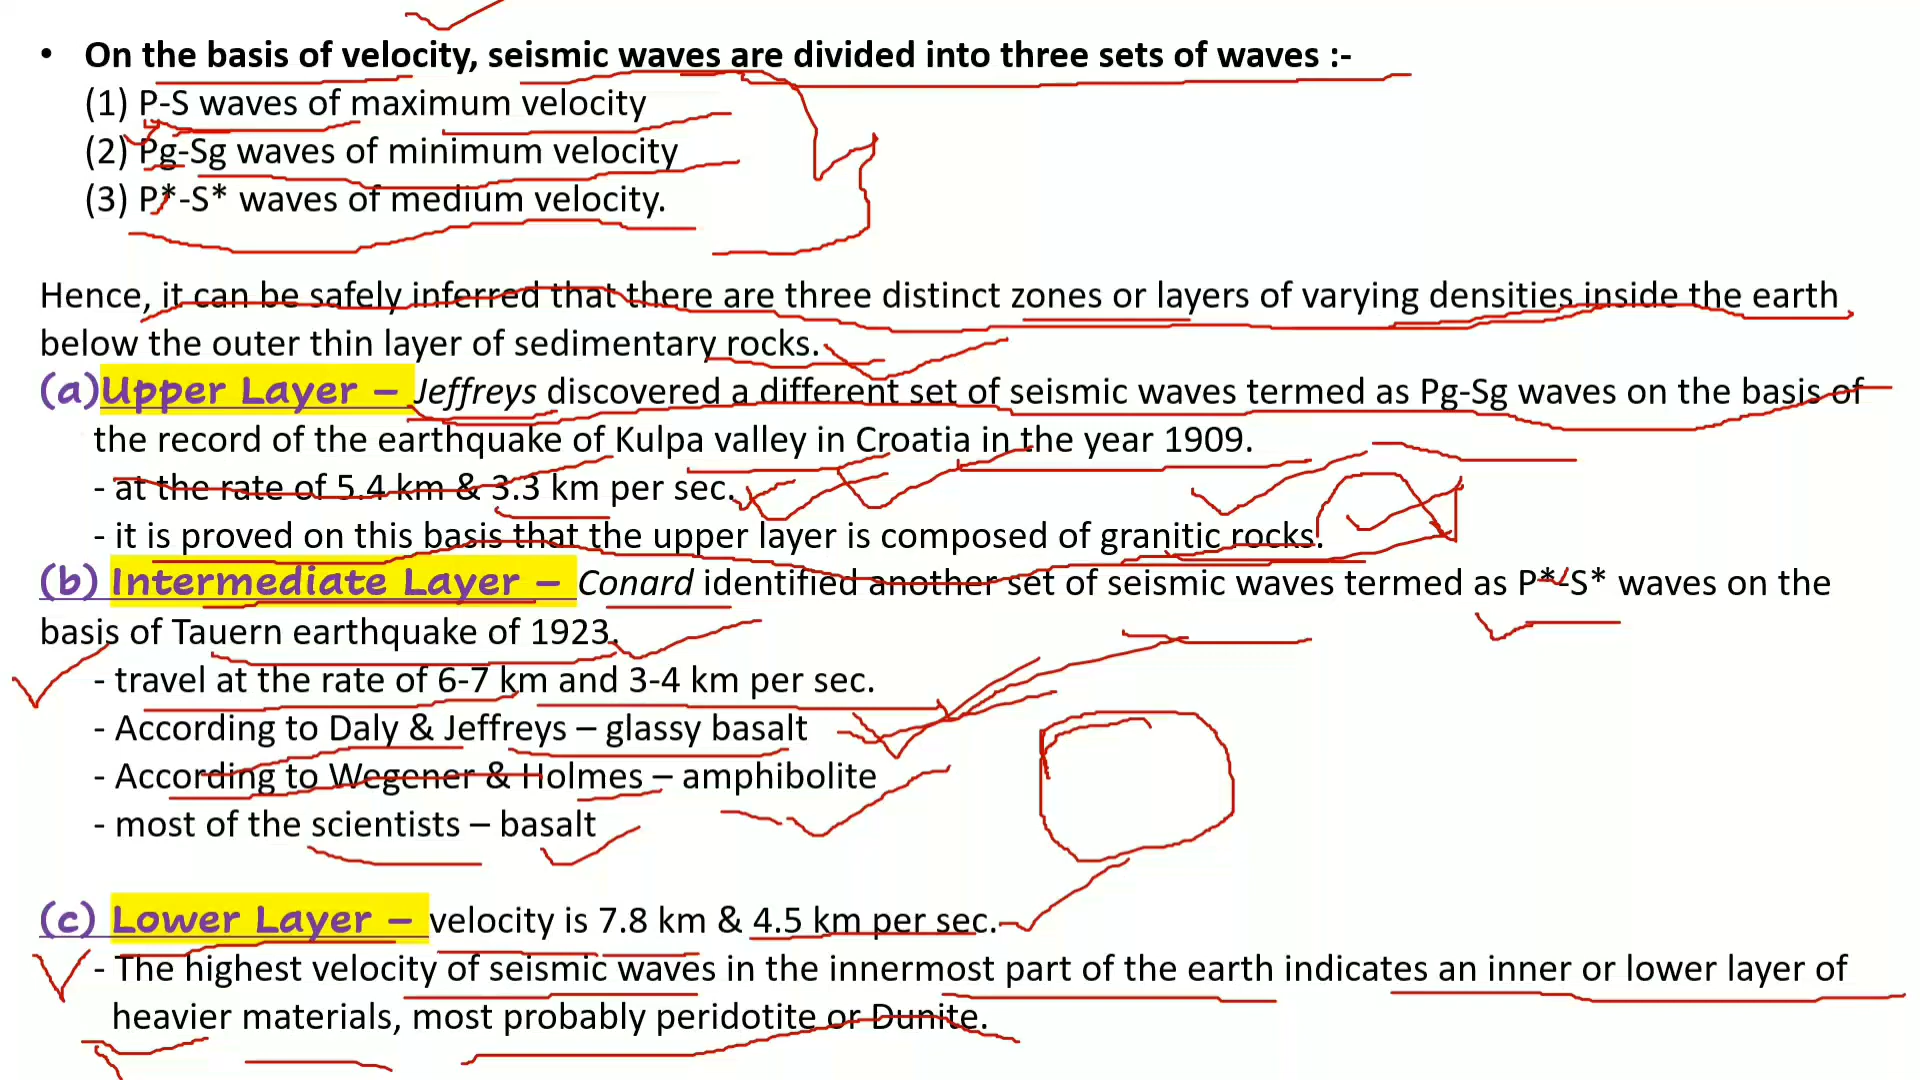 • On the basis of velocity, seismic waves are divided into three sets of waves :-
(1) P-S waves of maximum velocity
(2) Pg-Sg waves of minimum velocity
(3) P*-S* waves of medium velocity.
Hence, it can be safely inferred that there are three distinct zones or layers of varying densities inside the earth
below the outer thin layer of sedimentary rocks.
(a)Upper Layer – Jeffreys discovered a different set of seismic waves termed as Pg-Sg waves on the basis of
the record of the earthquake of Kulpa valley in Croatia in the year 1909.
- at the rate of 5.4 km & 3.3 km per sec.
- it is proved on this basis that the upper layer is composed of granitic rocks.
(b) Intermediate Layer – Conard identified another set of seismic waves termed as P*-S* waves on the
basis of Tauern earthquake of 1923.
- travel at the rate of 6-7 km and 3-4 km per sec.
- According to Daly & Jeffreys – glassy basalt
- According to Wegener & Holmes – amphibolite
- most of the scientists – basalt
(c) Lower Layer – velocity is 7.8 km & 4.5 km per sec.
- The highest velocity of seismic waves in the innermost part of the earth indicates an inner or lower layer of
heavier materials, most probably peridotite or Dunite.